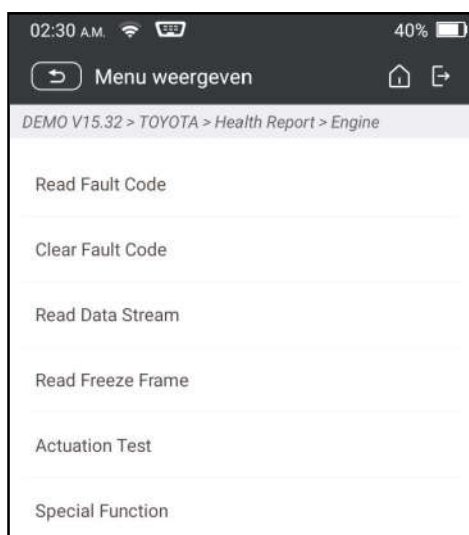 02:30 A.M. 40%
Menu weergeven
DEMO V15.32 > TOYOTA > Health Report > Engine
Read Fault Code
Clear Fault Code
Read Data Stream
Read Freeze Frame
Actuation Test
Special Function